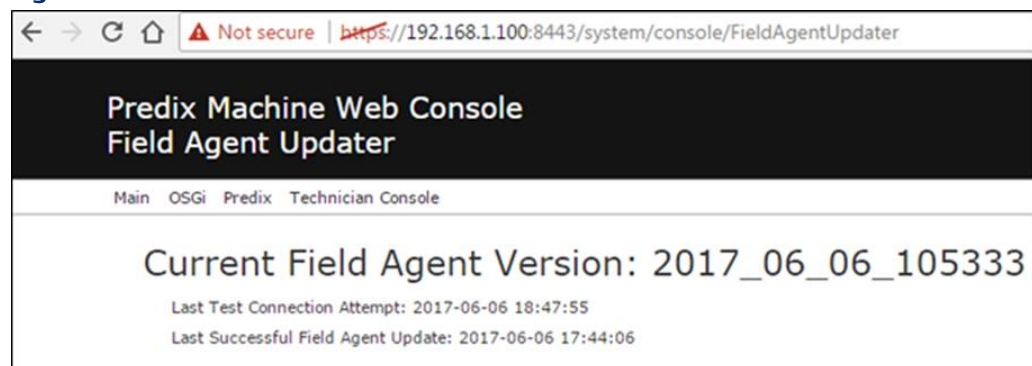 Not secure | https://192.168.1.100:8443/system/console/FieldAgentUpdater
Predix Machine Web Console
Field Agent Updater
Main OSGi Predix Technician Console
Current Field Agent Version: 2017_06_06_105333
Last Test Connection Attempt: 2017-06-06 18:47:55
Last Successful Field Agent Update: 2017-06-06 17:44:06